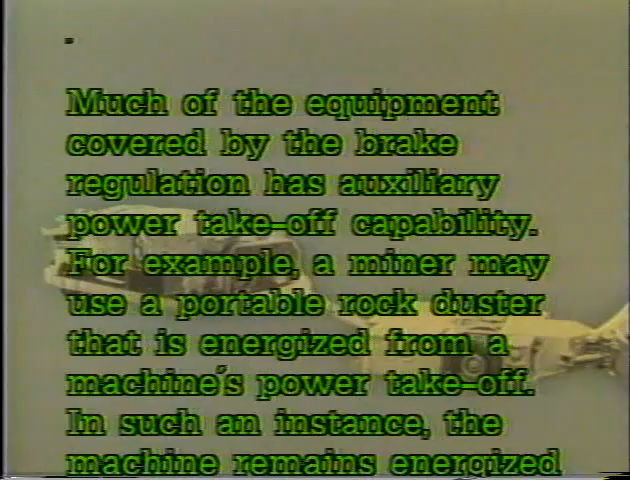 Much of the equipment
covered by the brake
regulation has auxiliary
power take-off capability.
For example, a miner may
use a portable rock duster
that is energized from a
machine's power take-off.
In such an instance, the
machine remains energized